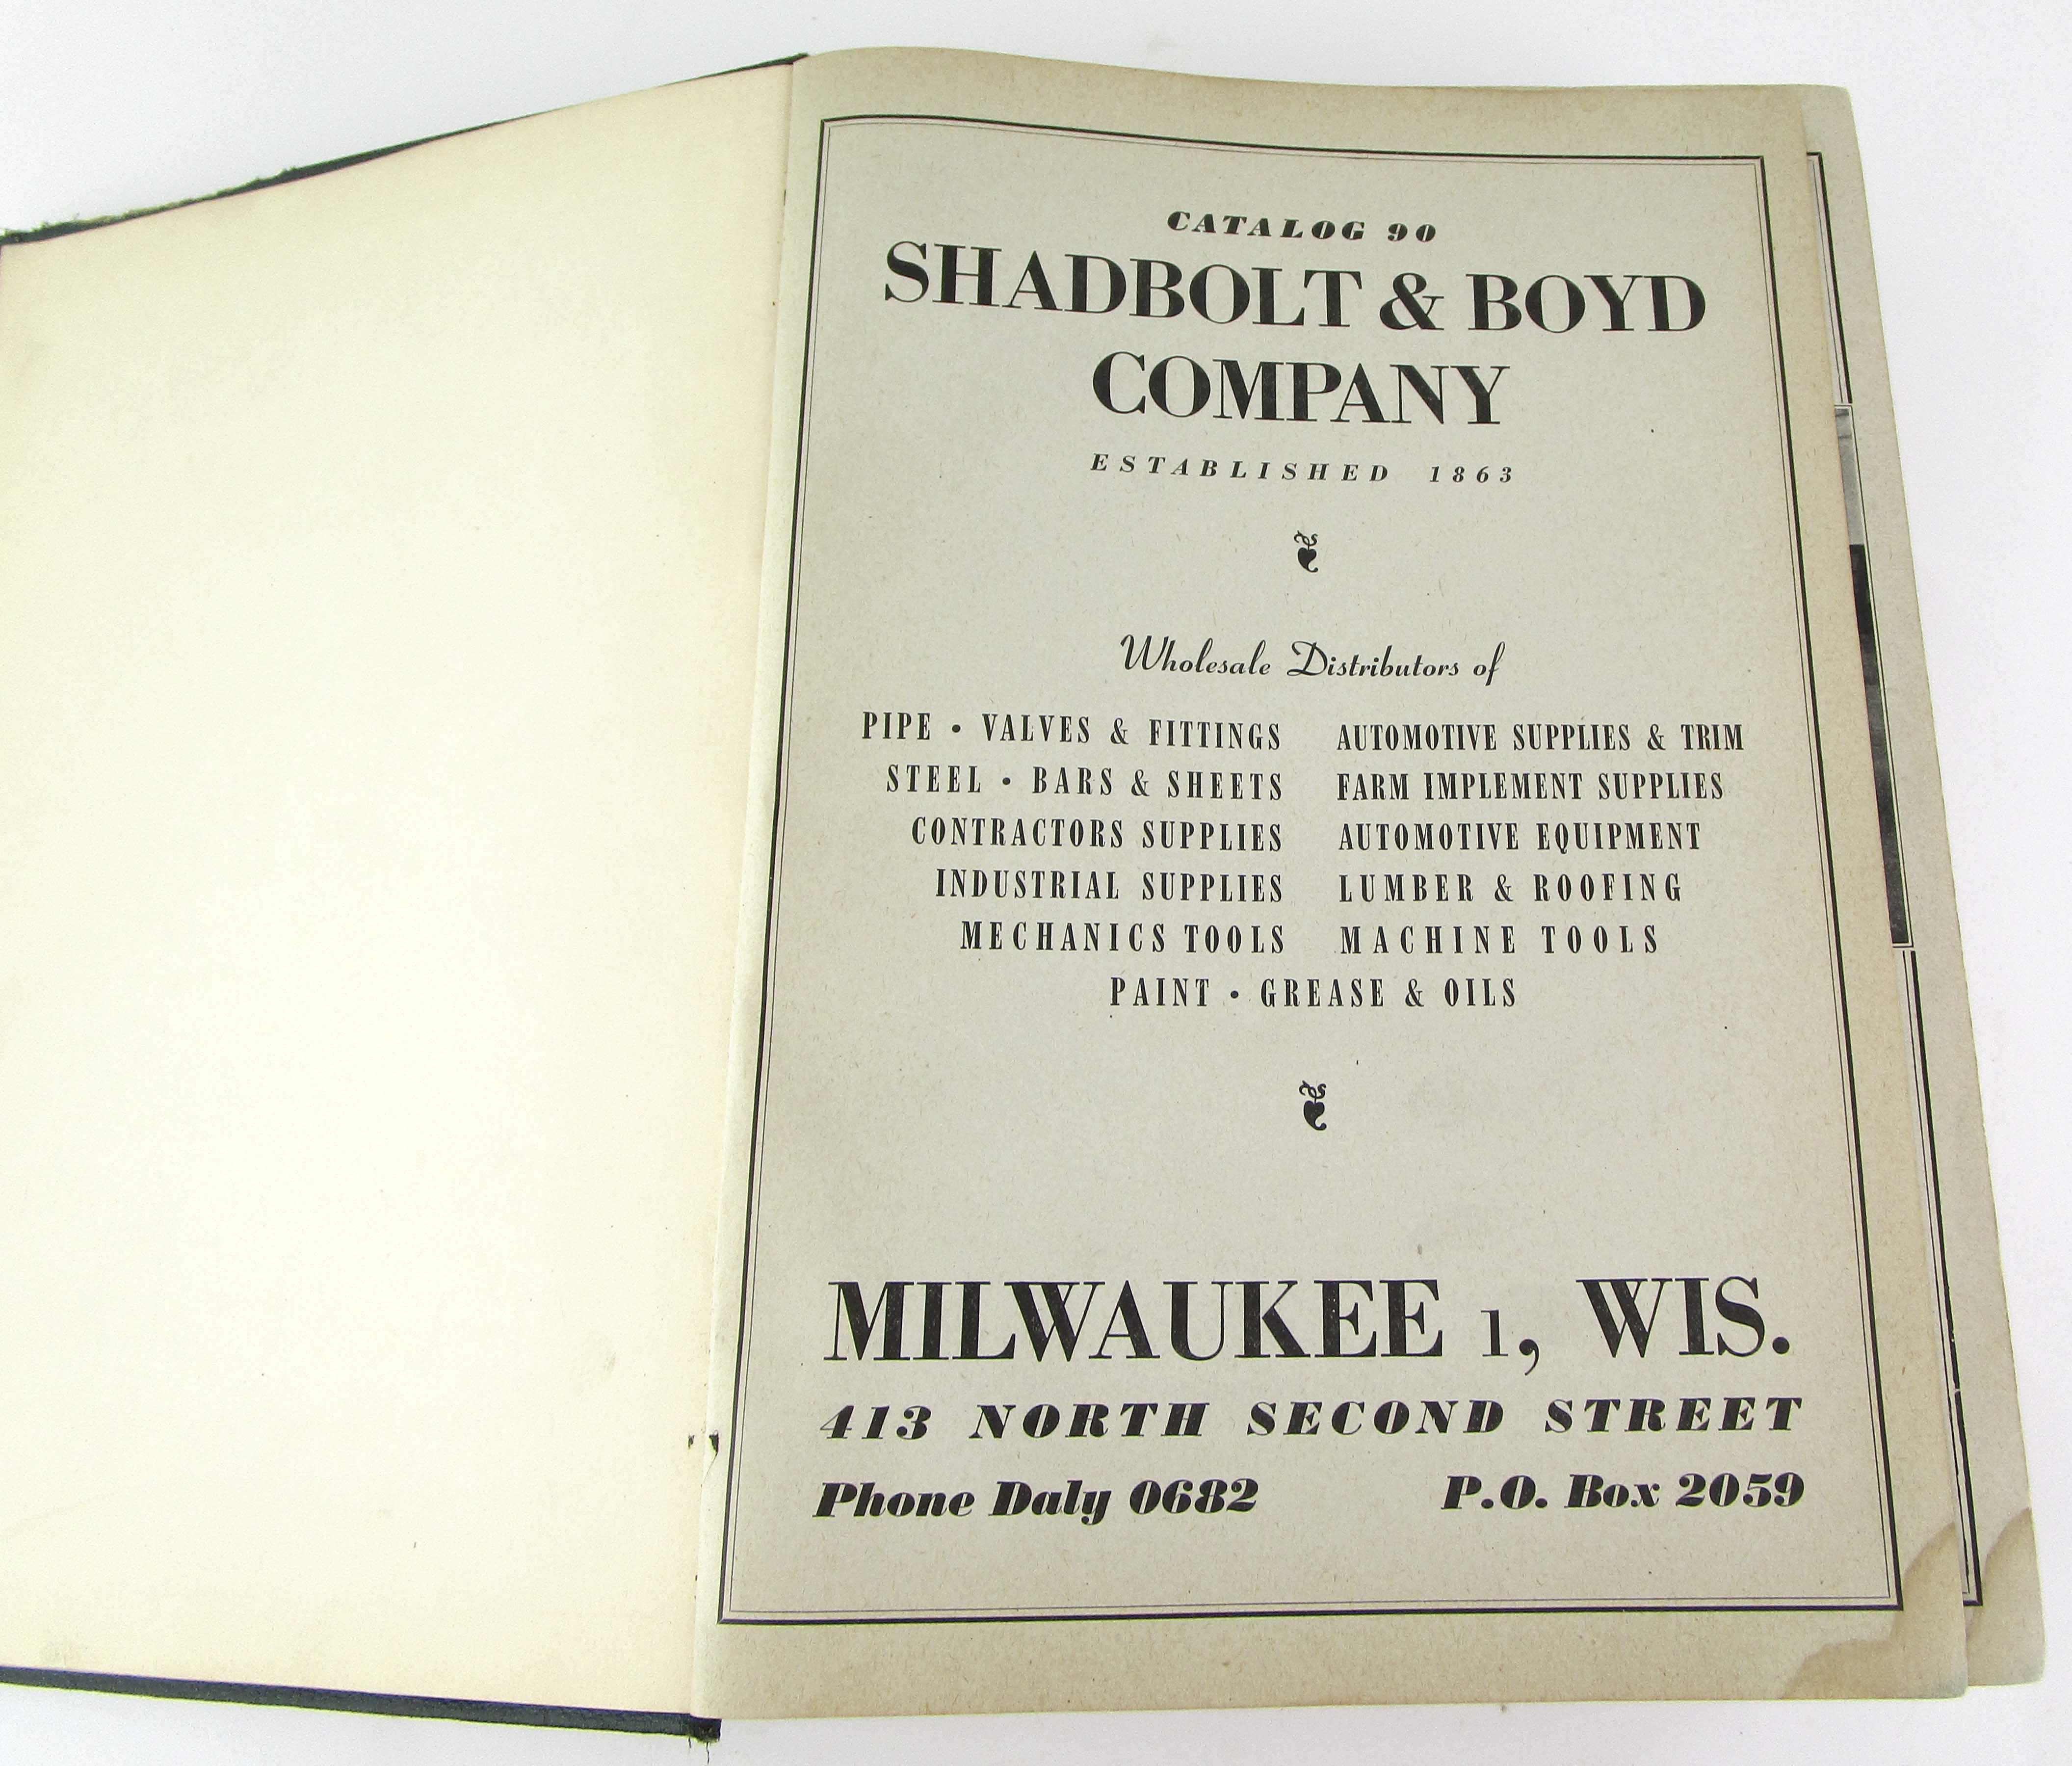 CATALOG 90
SHADBOLT & BOYD
COMPANY
ESTABLISHED 1863
Wholesale Distributors of
PIPE • VALVES & FITTINGS
STEEL • BARS & SHEETS
CONTRACTORS SUPPLIES
INDUSTRIAL SUPPLIES
MECHANICS TOOLS
AUTOMOTIVE SUPPLIES & TRIM
FARM IMPLEMENT SUPPLIES
AUTOMOTIVE EQUIPMENT
LUMBER & ROOFING
MACHINE TOOLS
PAINT • GREASE & OILS
MILWAUKEE 1, WIS.
413 NORTH SECOND STREET
Phone Daly 0682 P.O. Box 2059